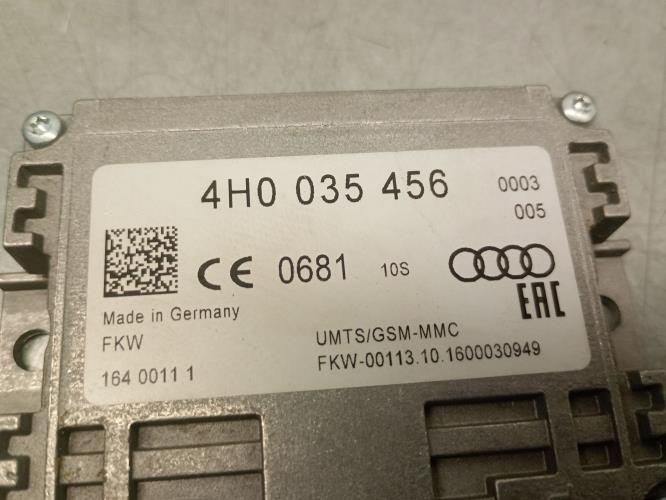 4H0 035 456 0003
005
CE 0681 10S
EAC
Made in Germany
FKW
UMTS/GSM-MMC
FKW-00113.10.1600030949
164 0011 1